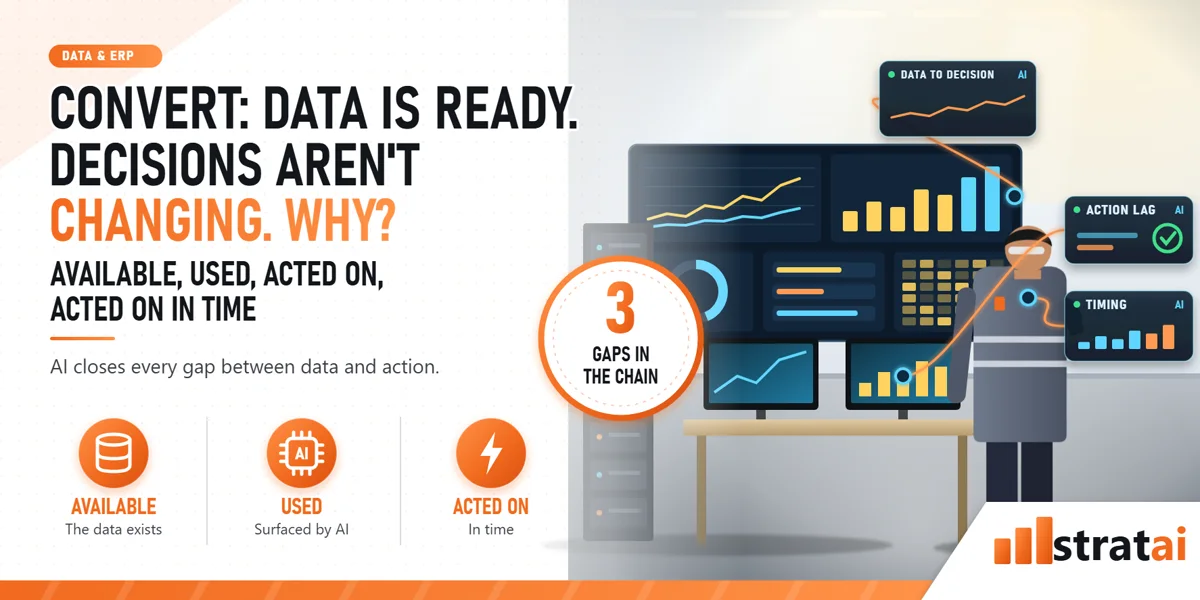 DATA & ERP
CONVERT: DATA IS READY.
DECISIONS AREN'T
CHANGING. WHY?
AVAILABLE, USED, ACTED ON,
ACTED ON IN TIME
AI closes every gap between data and action.
AVAILABLE
The data exists
AI
USED
Surfaced by AI
ACTED ON
In time
3
GAPS IN
THE CHAIN
DATA TO DECISION AI
ACTION LAG AI
TIMING AI
stratai